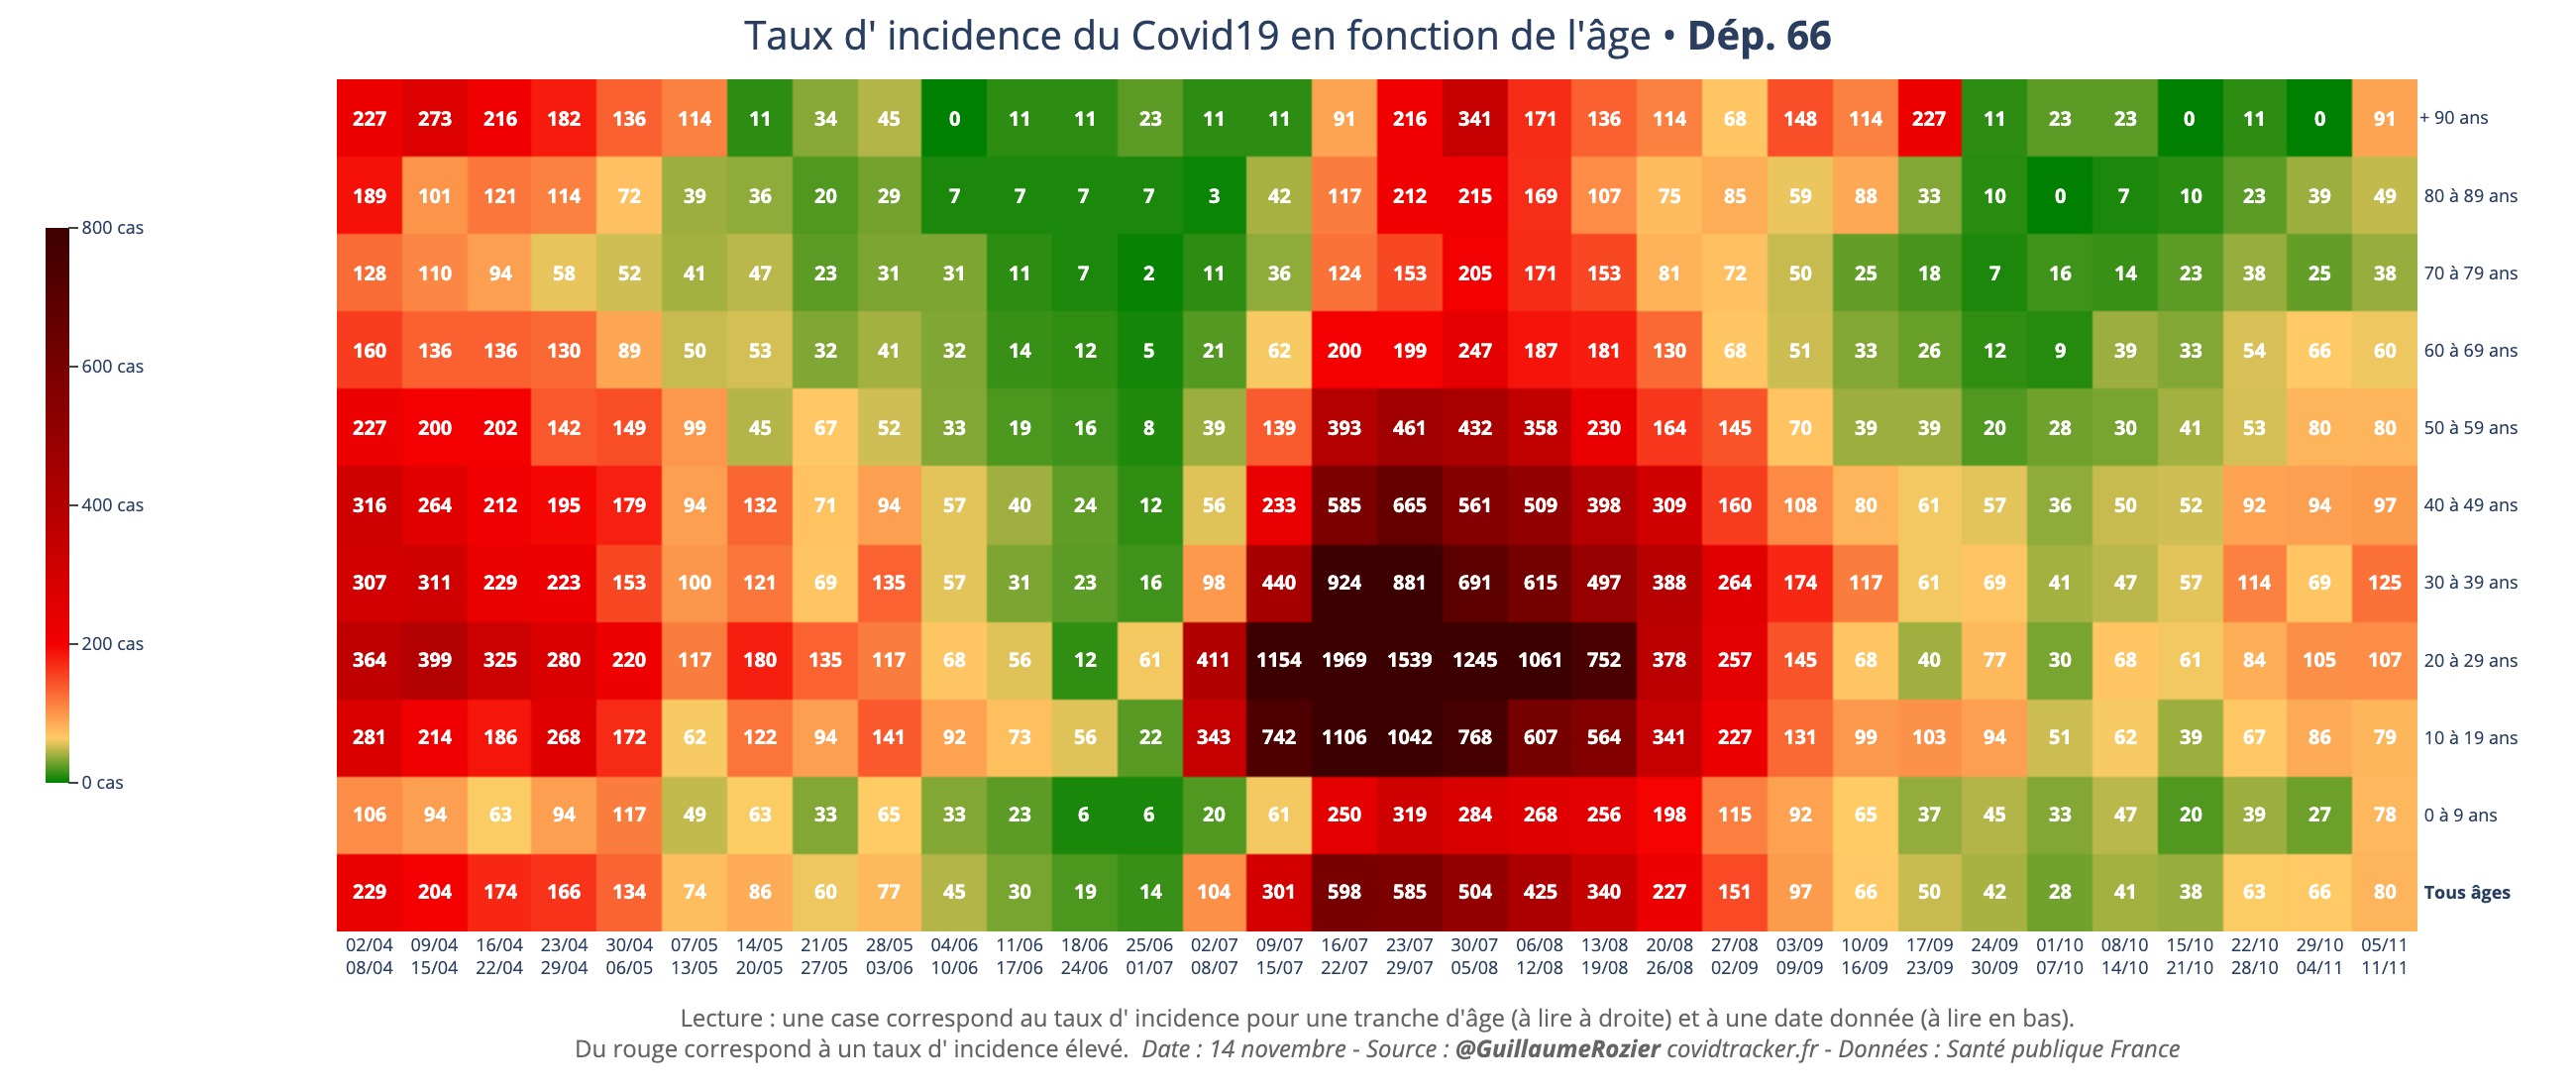 Taux d' incidence du Covid19 en fonction de l'âge • Dép. 66
227 273 216 182 136 114 11 34 45 0 11 11 23 11 11 91 216 341 171 136 114 68 148 114 227 11 23 23 0 11 0 91 + 90 ans
189 101 121 114 72 39 36 20 29 7 7 7 7 3 42 117 212 215 169 107 75 85 59 88 33 10 0 7 10 23 39 49 80 à 89 ans
800 cas
128 110 94 58 52 41 47 23 31 31 11 7 2 11 36 124 153 205 171 153 81 72 50 25 18 7 16 14 23 38 25 38 70 à 79 ans
160 136 136 130 89 50 53 32 41 32 14 12 5 21 62 200 199 247 187 181 130 68 51 33 26 12 9 39 33 54 66 60 60 à 69 ans
600 cas
227 200 202 142 149 99 45 67 52 33 19 16 8 39 139 393 461 432 358 230 164 145 70 39 39 20 28 30 41 53 80 80 50 à 59 ans
400 cas
316 264 212 195 179 94 132 71 94 57 40 24 12 56 233 585 665 561 509 398 309 160 108 80 61 57 36 50 52 92 94 97 40 à 49 ans
307 311 229 223 153 100 121 69 135 57 31 23 16 98 440 924 881 691 615 497 388 264 174 117 61 69 41 47 57 114 69 125 30 à 39 ans
200 cas
364 399 325 280 220 117 180 135 117 68 56 12 61 411 1154 1969 1539 1245 1061 752 378 257 145 68 40 77 30 68 61 84 105 107 20 à 29 ans
281 214 186 268 172 62 122 94 141 92 73 56 22 343 742 1106 1042 768 607 564 341 227 131 99 103 94 51 62 39 67 86 79 10 à 19 ans
0 cas
106 94 63 94 117 49 63 33 65 33 23 6 6 20 61 250 319 284 268 256 198 115 92 65 37 45 33 47 20 39 27 78 0 à 9 ans
229 204 174 166 134 74 86 60 77 45 30 19 14 104 301 598 585 504 425 340 227 151 97 66 50 42 28 41 38 63 66 80 Tous âges
02/04 09/04 16/04 23/04 30/04 07/05 14/05 21/05 28/05 04/06 11/06 18/06 25/06 02/07 09/07 16/07 23/07 30/07 06/08 13/08 20/08 27/08 03/09 10/09 17/09 24/09 01/10 08/10 15/10 22/10 29/10 05/11
08/04 15/04 22/04 29/04 06/05 13/05 20/05 27/05 03/06 10/06 17/06 24/06 01/07 08/07 15/07 22/07 29/07 05/08 12/08 19/08 26/08 02/09 09/09 16/09 23/09 30/09 07/10 14/10 21/10 28/10 04/11 11/11
Lecture : une case correspond au taux d' incidence pour une tranche d'âge (à lire à droite) et à une date donnée (à lire en bas).
Du rouge correspond à un taux d' incidence élevé. Date : 14 novembre - Source : @GuillaumeRozier covidtracker.fr - Données : Santé publique France